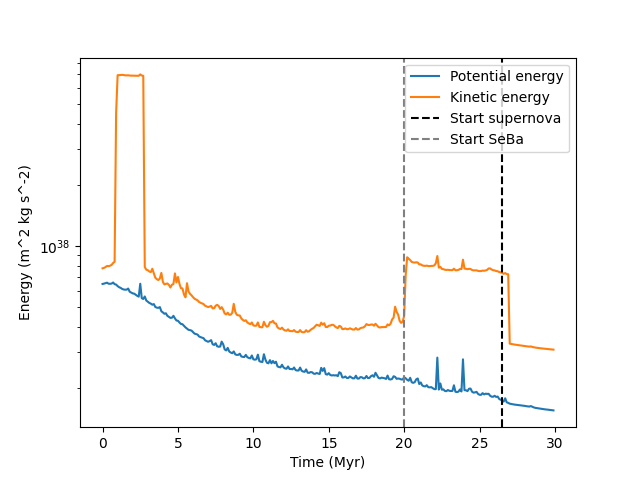 Energy (m^2 kg s^-2)
10^38
Potential energy
Kinetic energy
Start supernova
Start SeBa
0 5 10 15 20 25 30
Time (Myr)